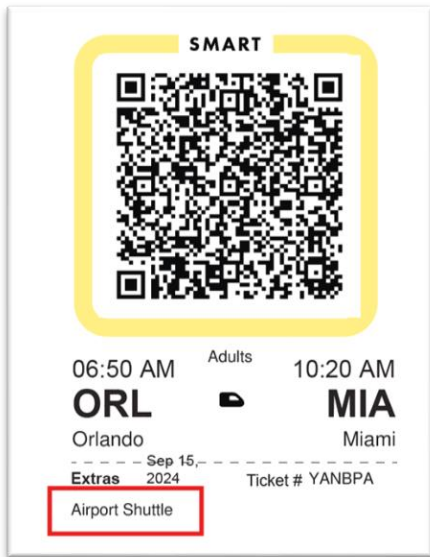 SMART
06:50 AM Adults 10:20 AM
ORL MIA
Orlando Miami
Sep 15,
Extras 2024 Ticket # YANBPA
Airport Shuttle